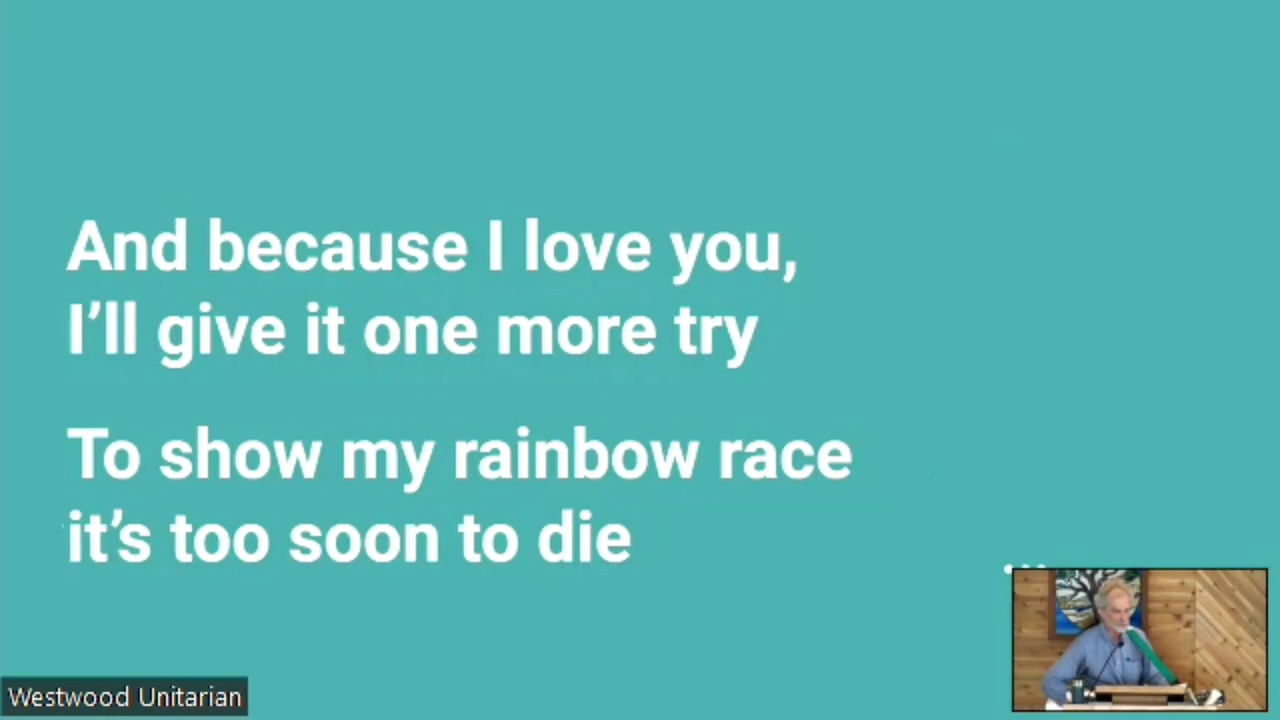 And because I love you,
I’ll give it one more try
To show my rainbow race
it’s too soon to die
Westwood Unitarian